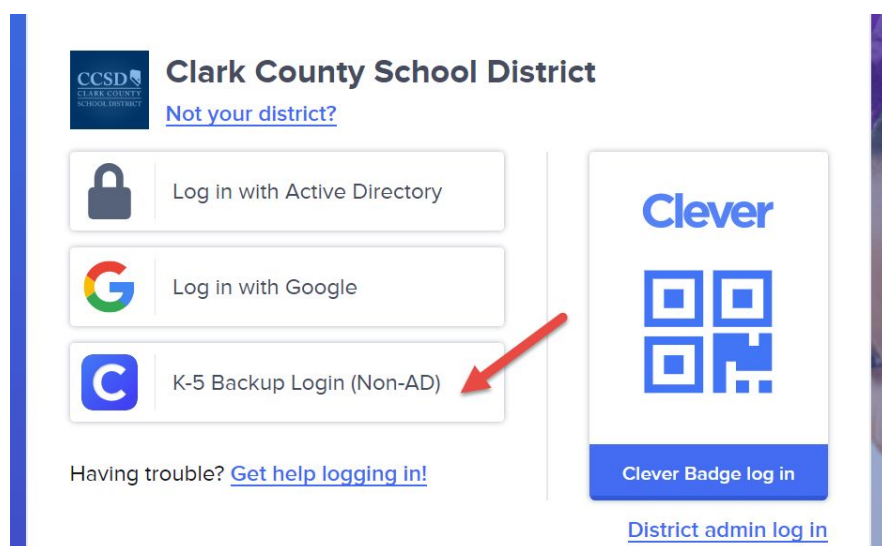 CCSD
CLARK COUNTY
SCHOOL DISTRICT
Clark County School District
Not your district?
Log in with Active Directory
Log in with Google
K-5 Backup Login (Non-AD)
Having trouble? Get help logging in!
Clever
Clever Badge log in
District admin log in